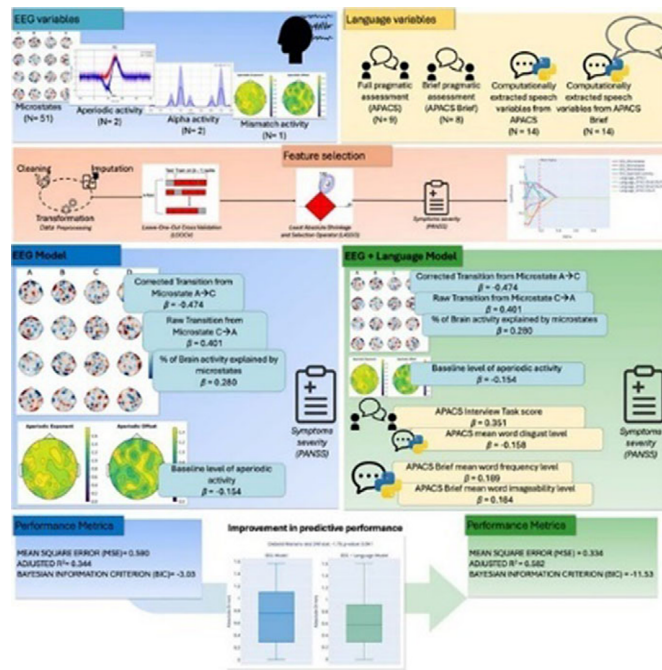 EEG variables
Language variables
Microstates
(N= 51)
Aperiodic activity
(N= 2)
Alpha activity
(N= 2)
Mismatch activity
(N= 1)
Full pragmatic
assessment
(APACS)
(N= 9)
Brief pragmatic
assessment
(APACS Brief)
(N= 8)
Computationally
extracted speech
variables from
APACS
(N = 14)
Computationally
extracted speech
variables from APACS
Brief
(N = 14)
Feature selection
Cleaning
Imputation
Transformation
Data Preprocessing
Leave-One-Out Cross Validation
(LOOCV)
Least Absolute Shrinkage
and Selection Operator (LASSO)
Symptoms
severity
(PANSS)
EEG Model
A B C D
Corrected Transition from
Microstate A→C
β = -0.474
Raw Transition from
Microstate C→A
β = 0.401
% of Brain activity explained by
microstates
β = 0.280
Aperiodic Exponent
Aperiodic Offset
Baseline level of aperiodic
activity
β = -0.154
Symptoms
severity
(PANSS)
EEG + Language Model
A B C
Corrected Transition from Microstate A→C
β = -0.474
Raw Transition from Microstate C→A
β = 0.401
% of Brain activity explained by microstates
β = 0.280
Baseline level of aperiodic activity
β = -0.154
APACS Interview Task score
β = 0.351
APACS mean word disgust level
β = -0.158
APACS Brief mean word frequency level
β = 0.189
APACS Brief mean word imageability level
β = 0.184
Symptoms
severity
(PANSS)
Performance Metrics
MEAN SQUARE ERROR (MSE) = 0.590
ADJUSTED R²= 0.344
BAYESIAN INFORMATION CRITERION (BIC)= -3.03
Improvement in predictive performance
EEG Model
EEG + Language Model
Performance Metrics
MEAN SQUARE ERROR (MSE) = 0.334
ADJUSTED R² = 0.582
BAYESIAN INFORMATION CRITERION (BIC) = -11.53